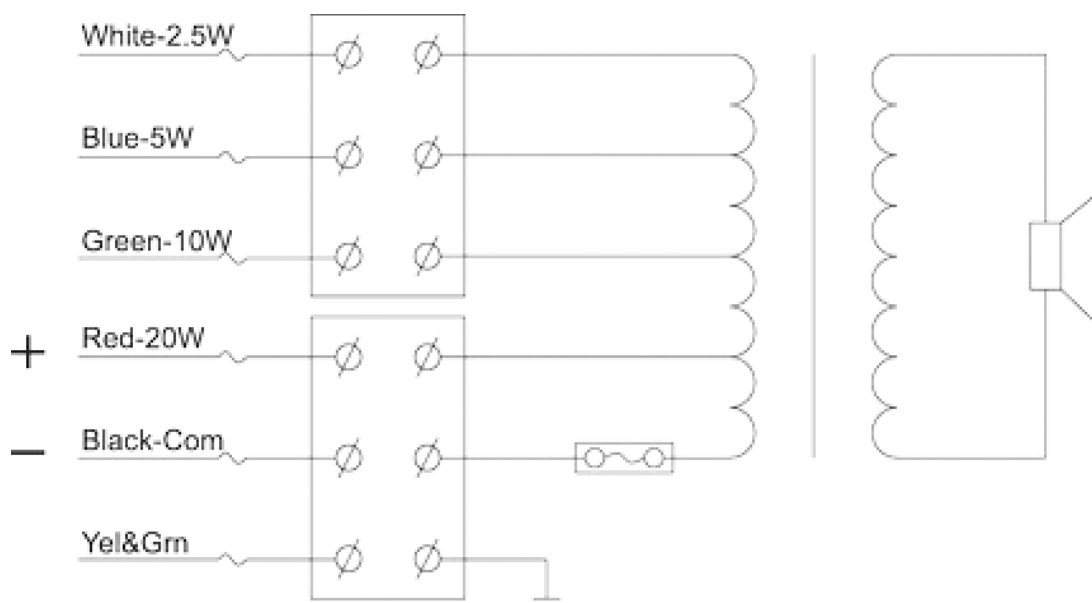 White-2.5W
Blue-5W
Green-10W
+ Red-20W
− Black-Com
Yel&Grn